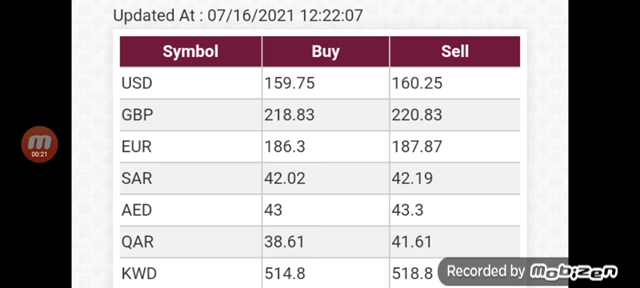 Updated At : 07/16/2021 12:22:07
Symbol Buy Sell
USD 159.75 160.25
GBP 218.83 220.83
EUR 186.3 187.87
SAR 42.02 42.19
AED 43 43.3
QAR 38.61 41.61
KWD 514.8 518.8
00:21
Recorded by mobizen